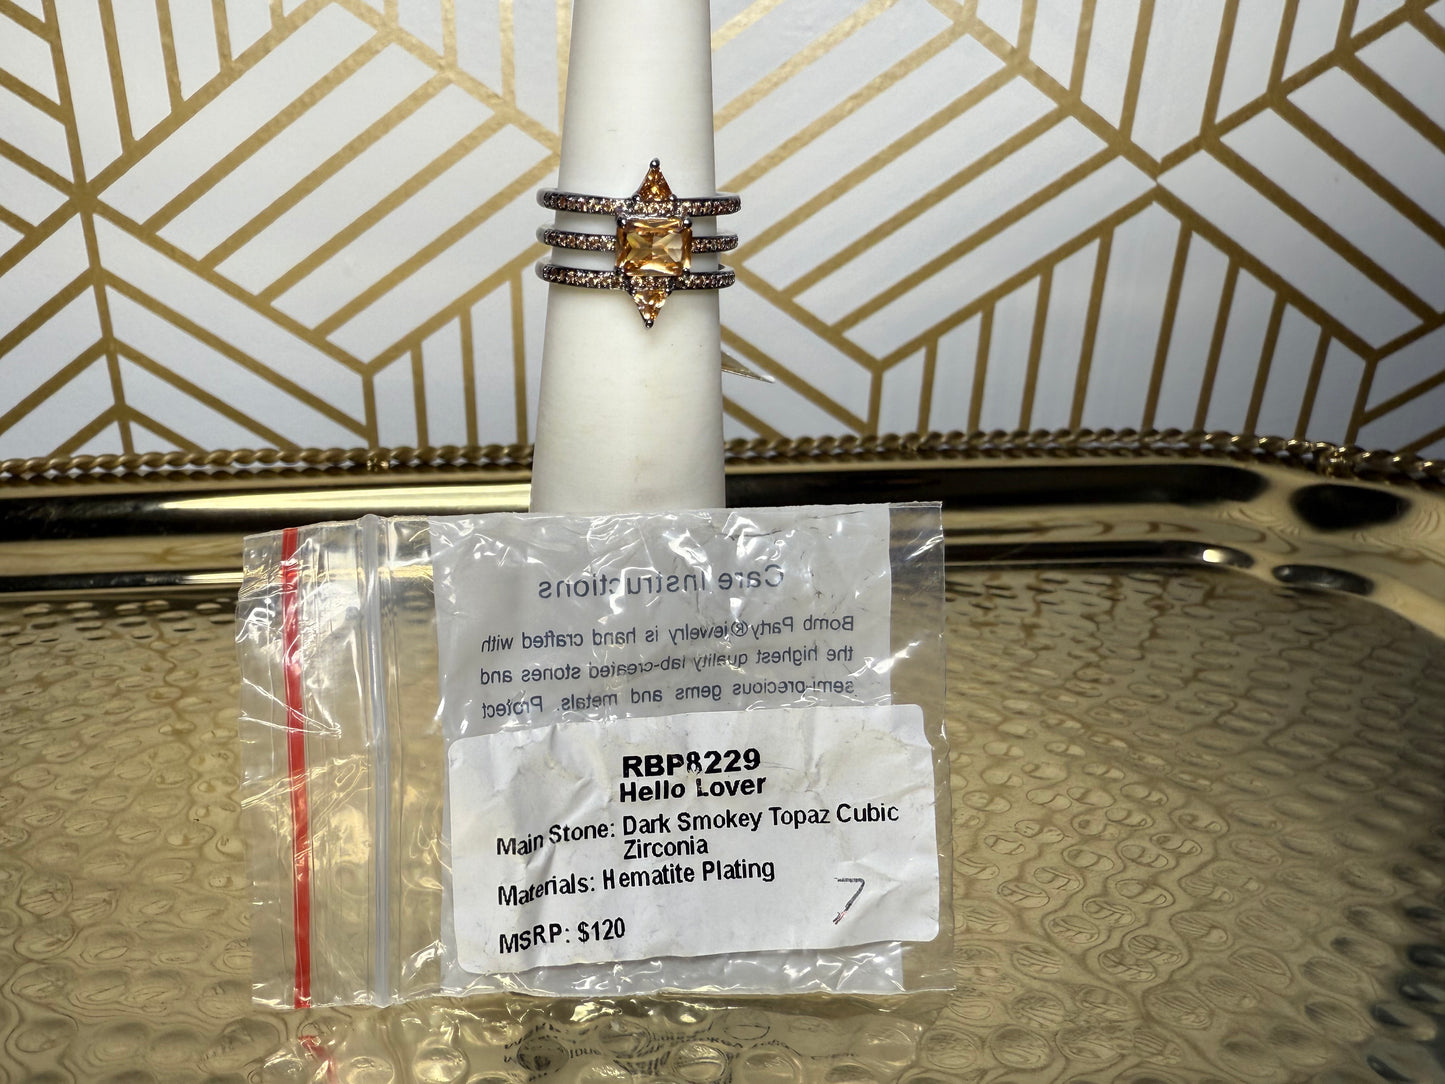 Care Instructions
Bomb Party® jewelry is hand crafted with
the highest quality lab-created stones and
semi-precious gems and metals. Protect
RBP8229
Hello Lover
Main Stone: Dark Smokey Topaz Cubic
Zirconia
Materials: Hematite Plating
MSRP: $120
7